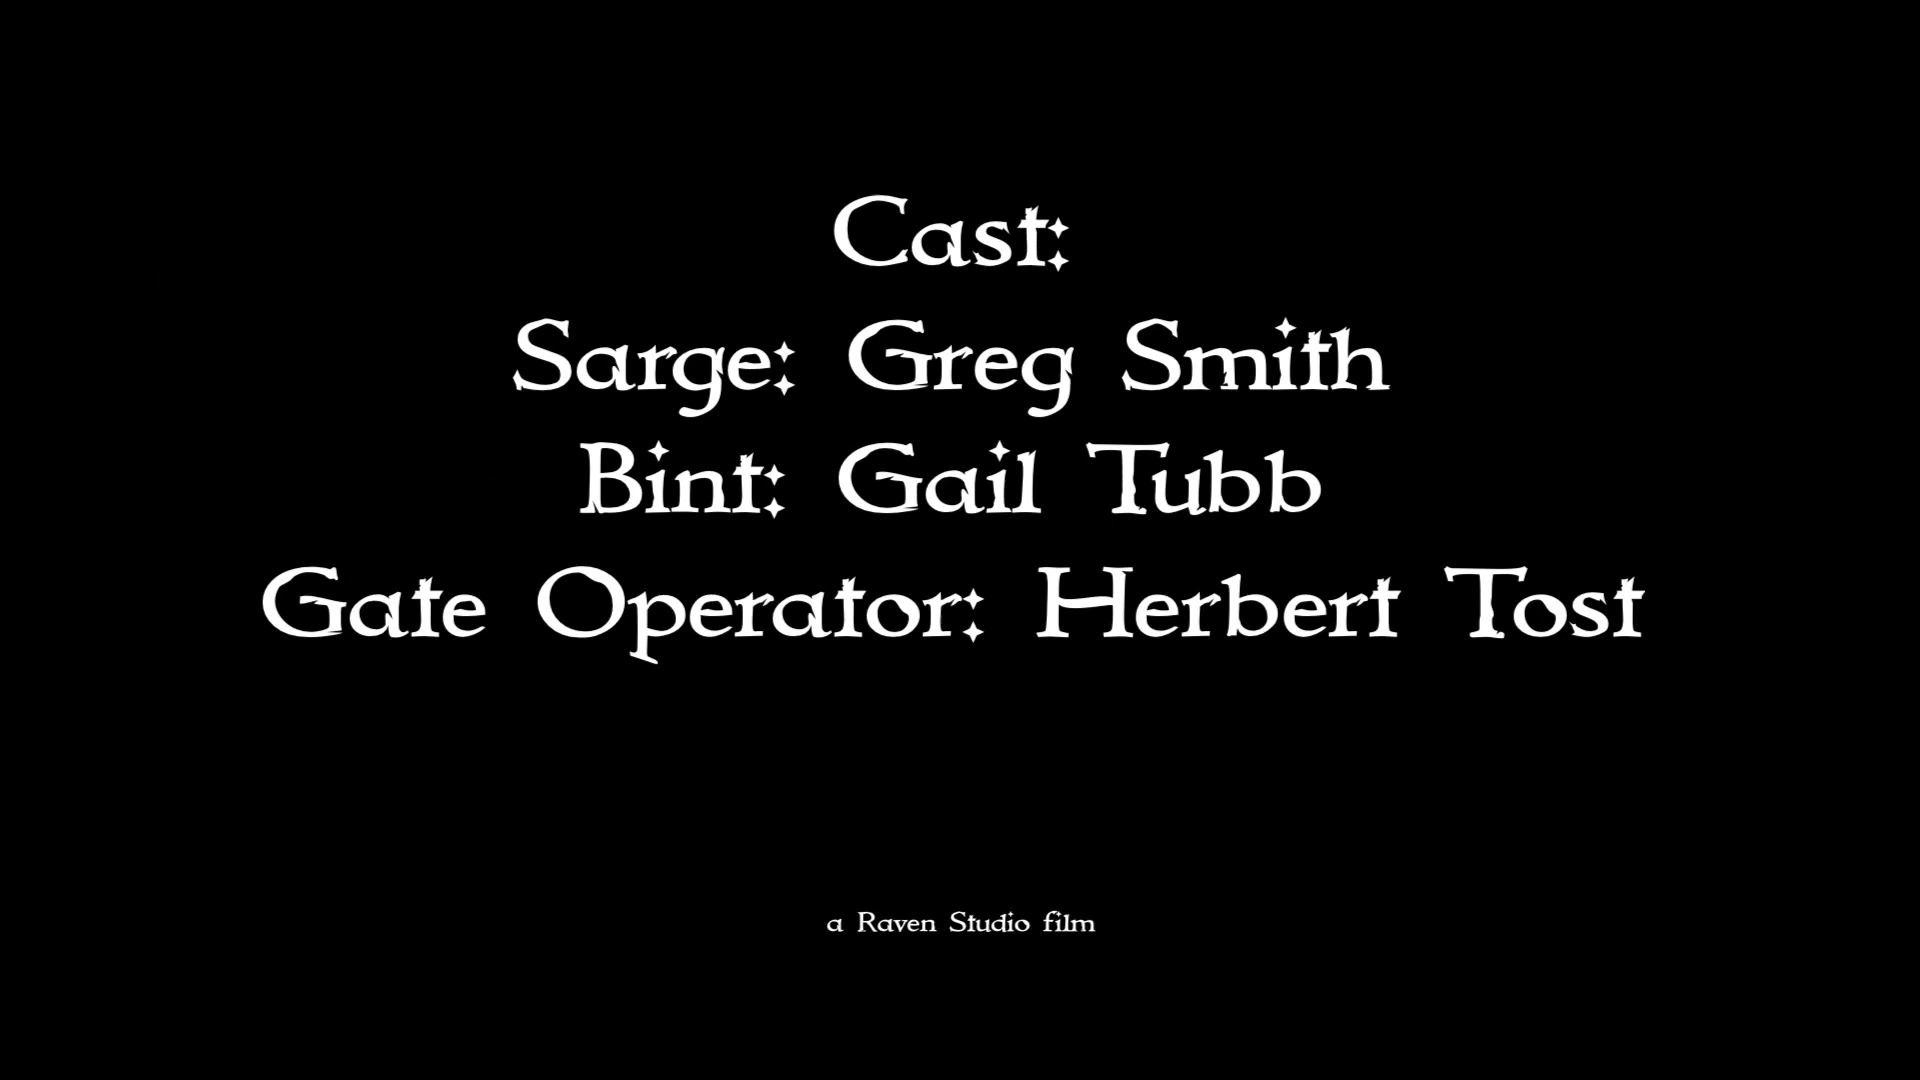 Cast:
Sarge: Greg Smith
Bint: Gail Tubb
Gate Operator: Herbert Tost
a Raven Studio film